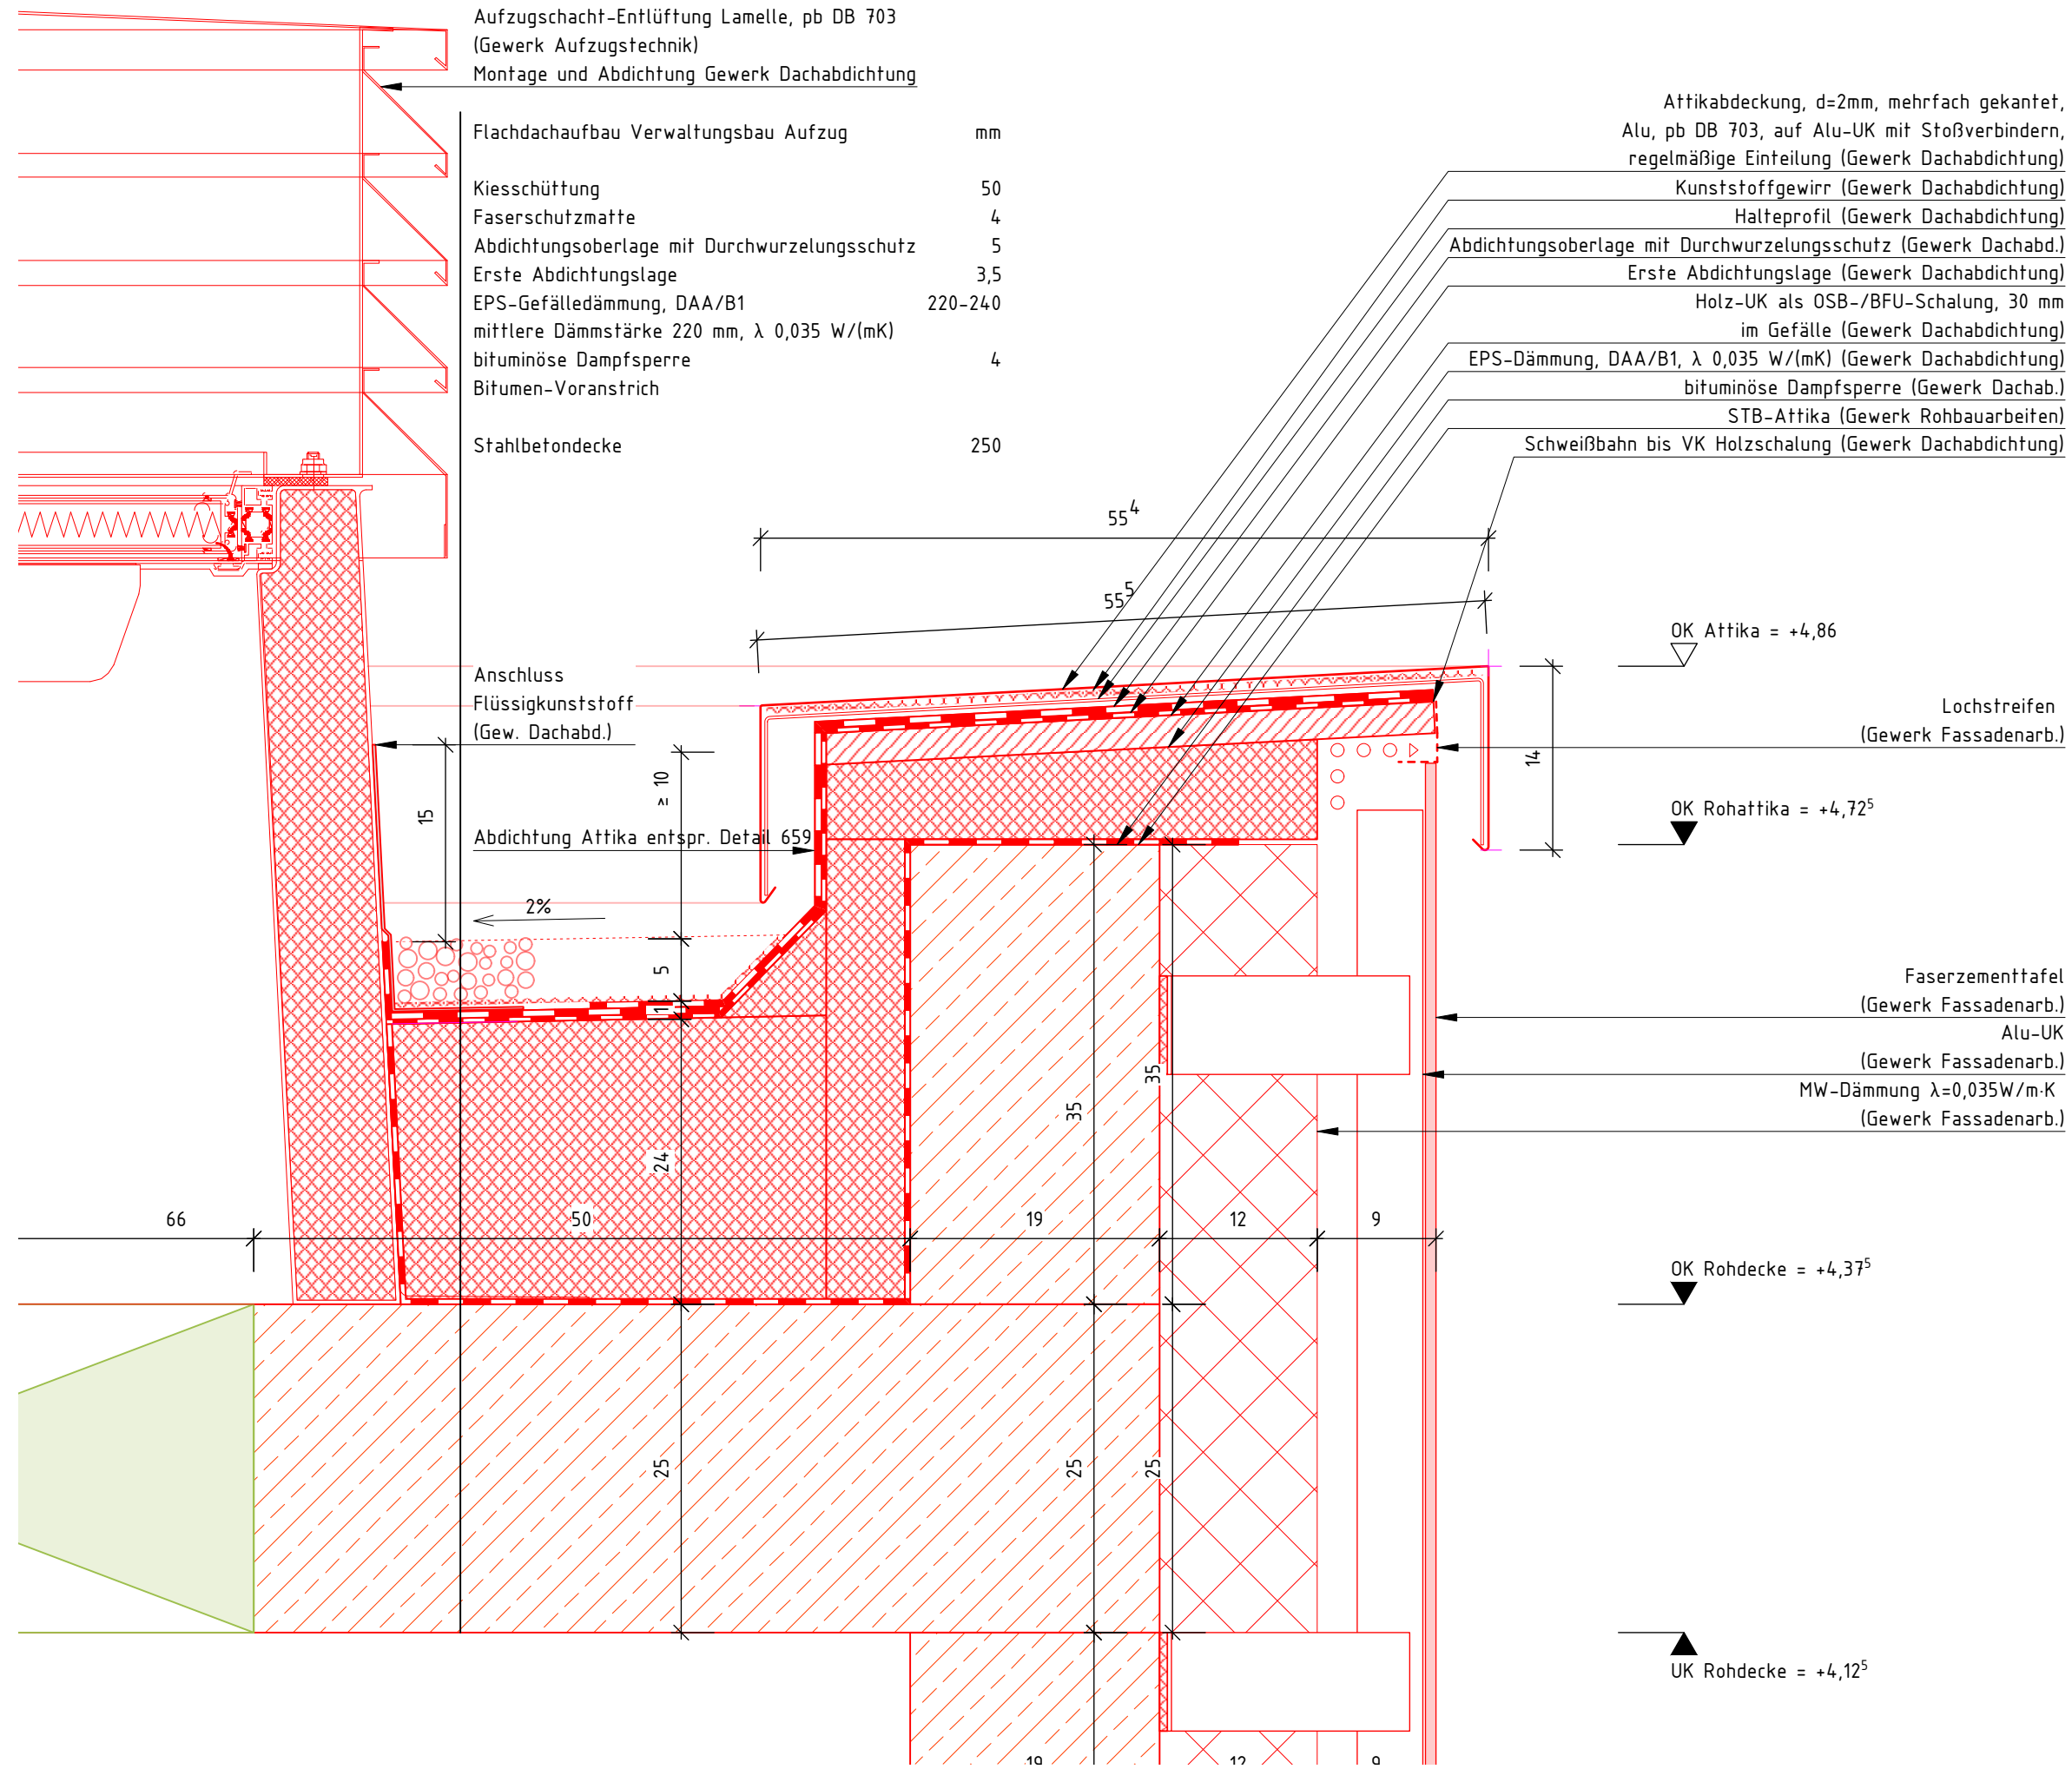 Aufzugschacht-Entlüftung Lamelle, pb DB 703
(Gewerk Aufzugstechnik)
Montage und Abdichtung Gewerk Dachabdichtung
Flachdachaufbau Verwaltungsbau Aufzug mm
Kiesschüttung 50
Faserschutzmatte 4
Abdichtungsoberlage mit Durchwurzelungsschutz 5
Erste Abdichtungslage 3,5
EPS-Gefälledämmung, DAA/B1 220-240
mittlere Dämmstärke 220 mm, λ 0,035 W/(mK)
bituminöse Dampfsperre 4
Bitumen-Voranstrich
Stahlbetondecke 250
Attikabdeckung, d=2mm, mehrfach gekantet,
Alu, pb DB 703, auf Alu-UK mit Stoßverbindern,
regelmäßige Einteilung (Gewerk Dachabdichtung)
Kunststoffgewirr (Gewerk Dachabdichtung)
Halteprofil (Gewerk Dachabdichtung)
Abdichtungsoberlage mit Durchwurzelungsschutz (Gewerk Dachabd.)
Erste Abdichtungslage (Gewerk Dachabdichtung)
Holz-UK als OSB-/BFU-Schalung, 30 mm
im Gefälle (Gewerk Dachabdichtung)
EPS-Dämmung, DAA/B1, λ 0,035 W/(mK) (Gewerk Dachabdichtung)
bituminöse Dampfsperre (Gewerk Dachab.)
STB-Attika (Gewerk Rohbauarbeiten)
Schweißbahn bis VK Holzschalung (Gewerk Dachabdichtung)
55⁴
55⁵
OK Attika = +4,86
Anschluss
Flüssigkunststoff
(Gew. Dachabd.)
Lochstreifen
(Gewerk Fassadenarb.)
14
≥ 10
15
OK Rohattika = +4,72⁵
Abdichtung Attika entspr. Detail 659
2%
5
1
Faserzementtafel
(Gewerk Fassadenarb.)
Alu-UK
(Gewerk Fassadenarb.)
MW-Dämmung λ=0,035W/m·K
(Gewerk Fassadenarb.)
35
35
24
66
50
19
12
9
OK Rohdecke = +4,37⁵
25
25
25
UK Rohdecke = +4,12⁵
19
12
9